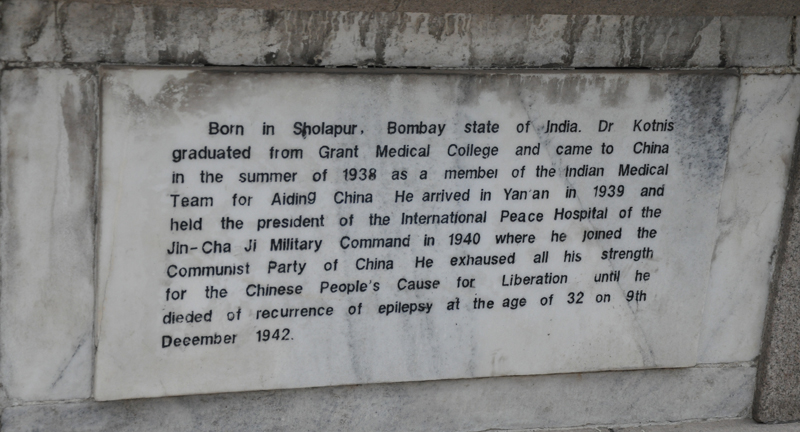 Born in Sholapur, Bombay state of India. Dr Kotnis
graduated from Grant Medical College and came to China
in the summer of 1938 as a member of the Indian Medical
Team for Aiding China He arrived in Yan'an in 1939 and
held the president of the International Peace Hospital of the
Jin-Cha Ji Military Command in 1940 where he joined the
Communist Party of China He exhaused all his strength
for the Chinese People's Cause for Liberation until he
dieded of recurrence of epilepsy at the age of 32 on 9th
December 1942.